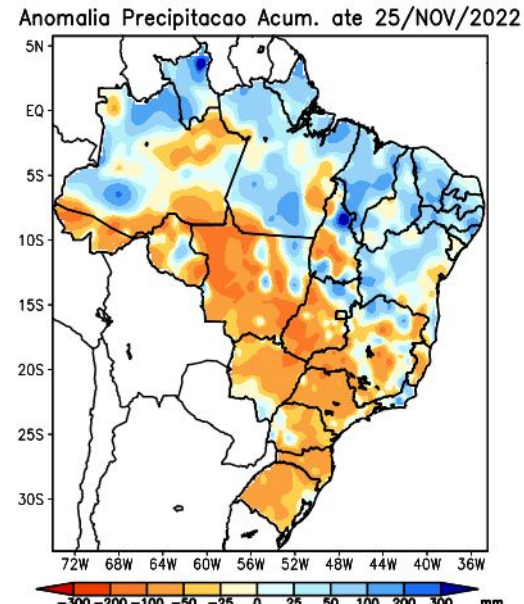 Anomalia Precipitacao Acum. ate 25/NOV/2022
5N
EQ
5S
10S
15S
20S
25S
30S
72W 68W 64W 60W 56W 52W 48W 44W 40W 36W
-300 -200 -100 -50 -25 0 25 50 100 200 300 mm